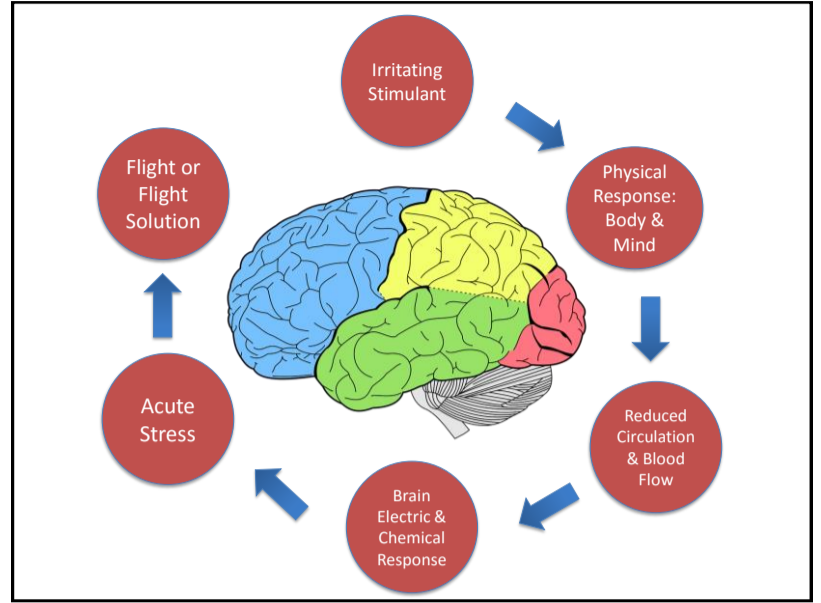 Irritating
Stimulant
Physical
Response:
Body &
Mind
Reduced
Circulation
& Blood
Flow
Brain
Electric &
Chemical
Response
Acute
Stress
Flight or
Flight
Solution